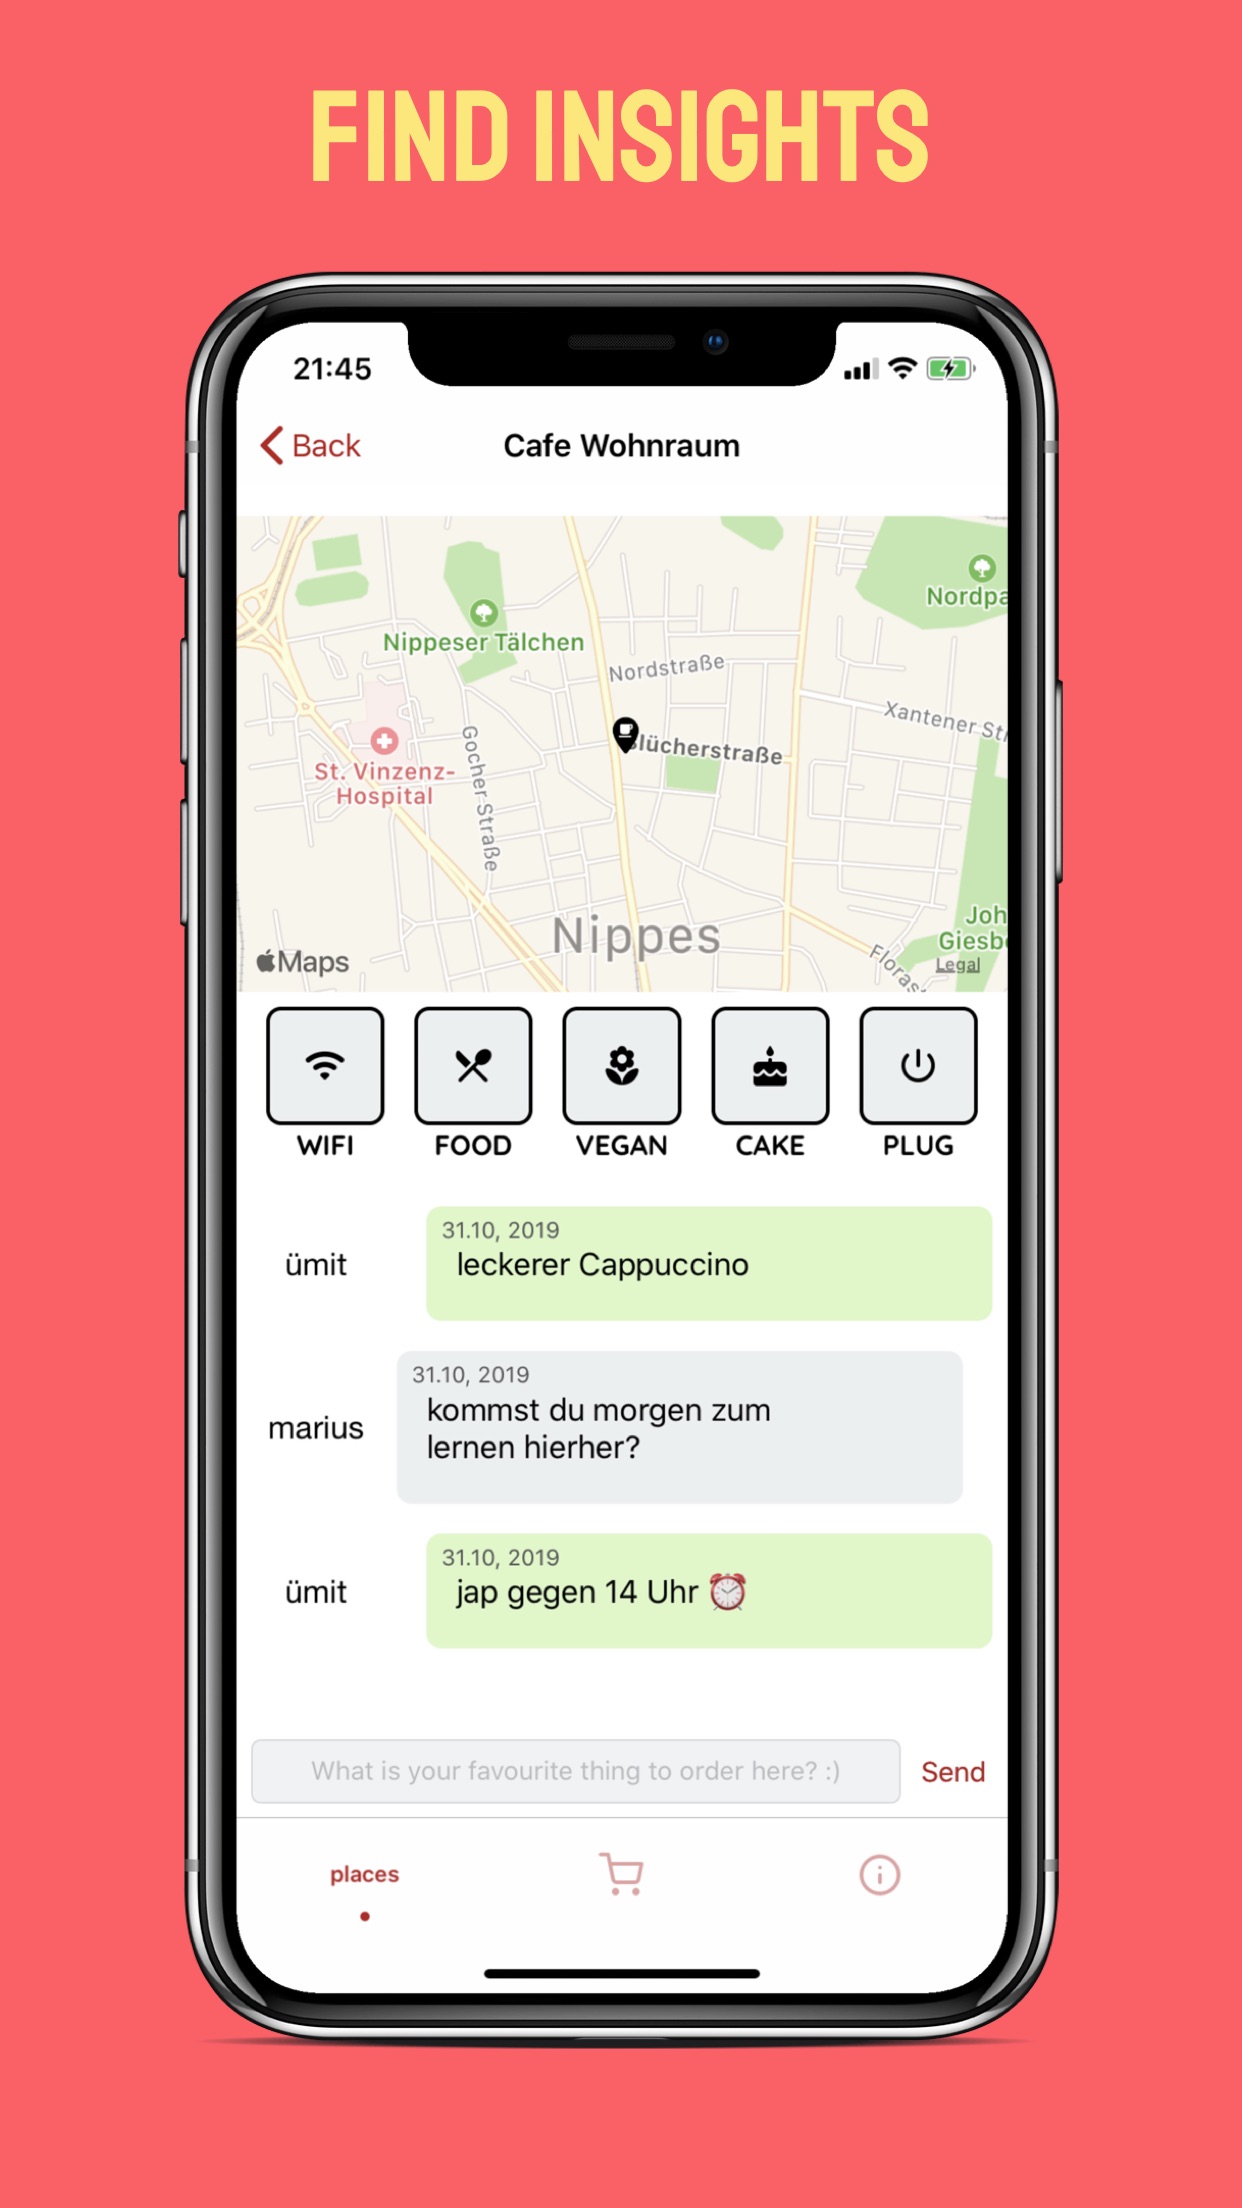 FIND INSIGHTS
21:45
Back
Cafe Wohnraum
Nordpa
Nippeser Tälchen
Nordstraße
Xantener Str
lücherstraße
Gocher Straße
St. Vinzenz-
Hospital
Nippes
Joh
Giesb
Maps
Floras
Legal
WIFI
FOOD
VEGAN
CAKE
PLUG
31.10, 2019
ümit
leckerer Cappuccino
31.10, 2019
marius
kommst du morgen zum
lernen hierher?
31.10, 2019
ümit
jap gegen 14 Uhr ⏰
What is your favourite thing to order here? :)
Send
places